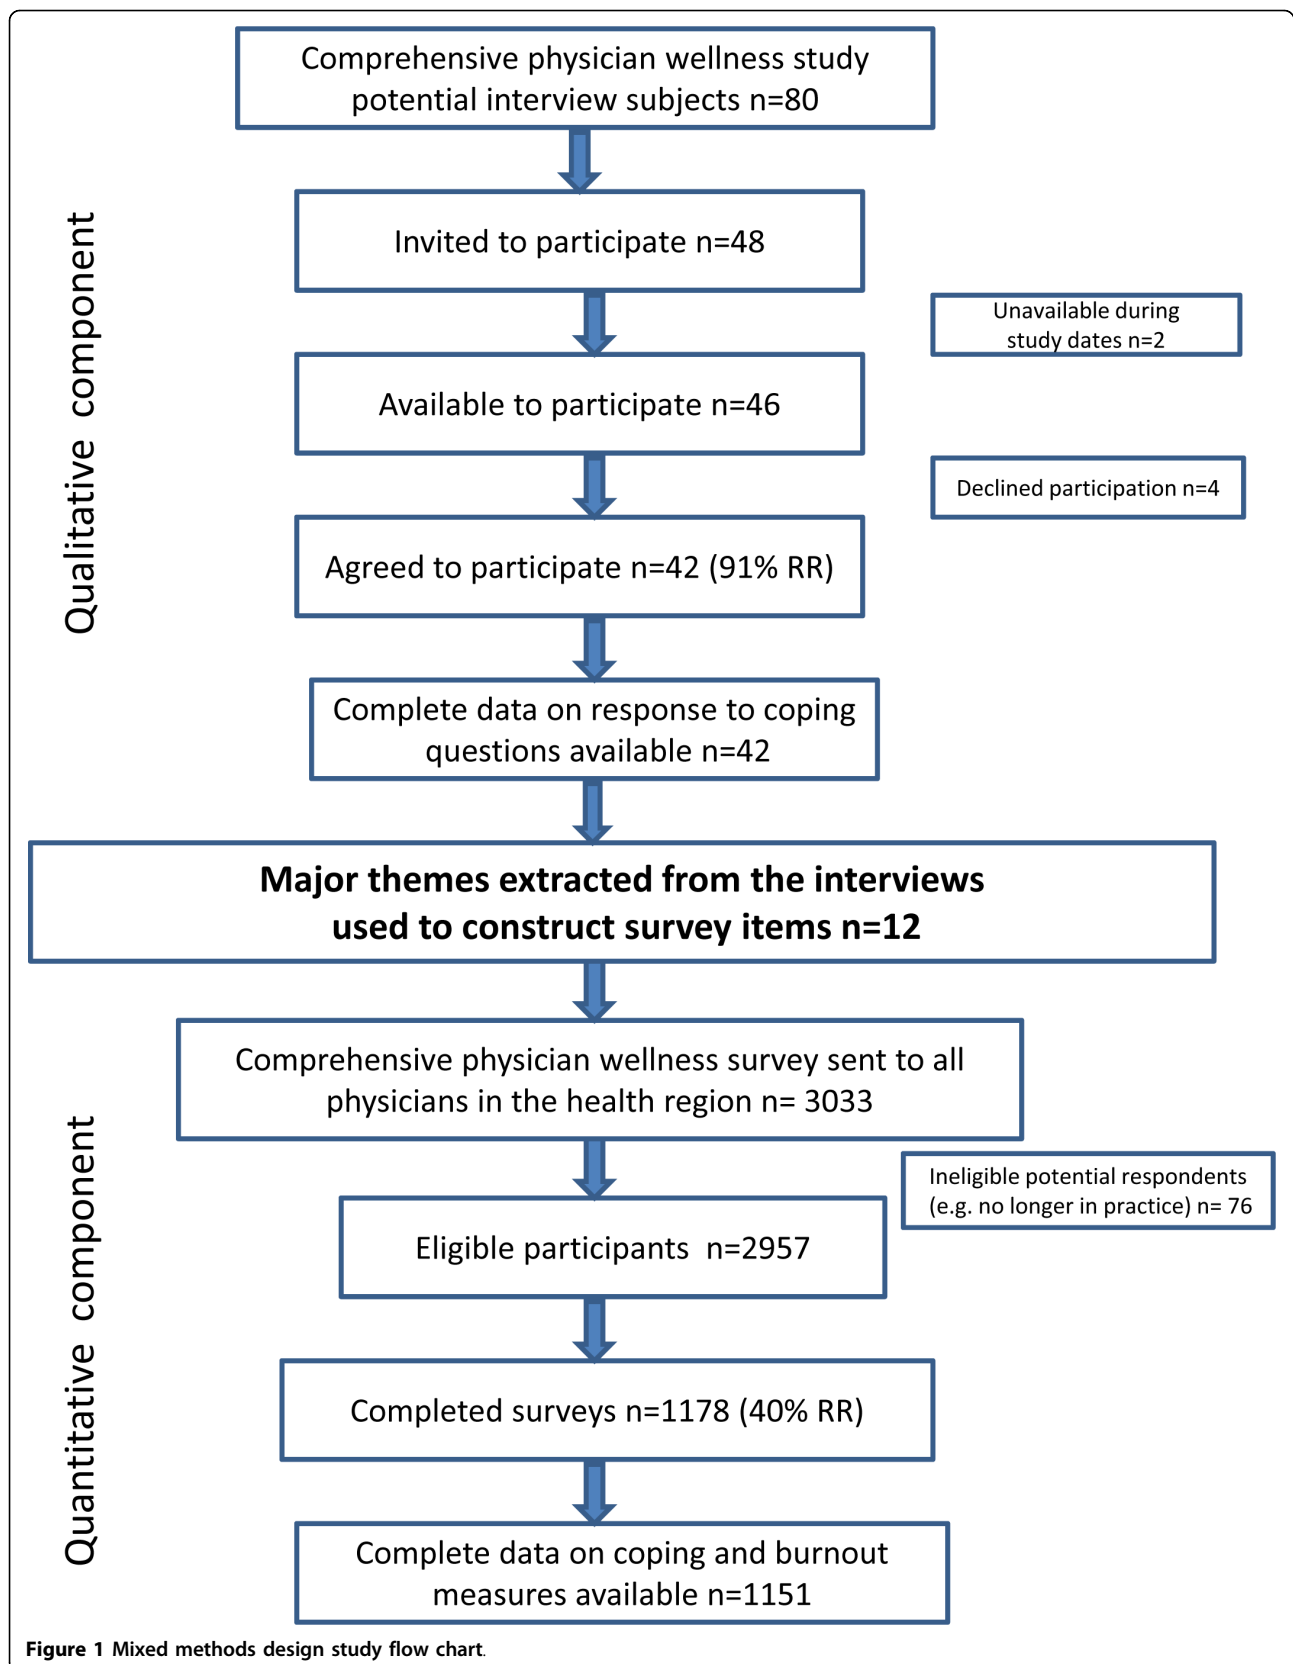 Comprehensive physician wellness study
potential interview subjects n=80
Qualitative component
Invited to participate n=48
Unavailable during
study dates n=2
Available to participate n=46
Declined participation n=4
Agreed to participate n=42 (91% RR)
Complete data on response to coping
questions available n=42
Major themes extracted from the interviews
used to construct survey items n=12
Quantitative component
Comprehensive physician wellness survey sent to all
physicians in the health region n= 3033
Ineligible potential respondents
(e.g. no longer in practice) n= 76
Eligible participants n=2957
Completed surveys n=1178 (40% RR)
Complete data on coping and burnout
measures available n=1151
Figure 1 Mixed methods design study flow chart.